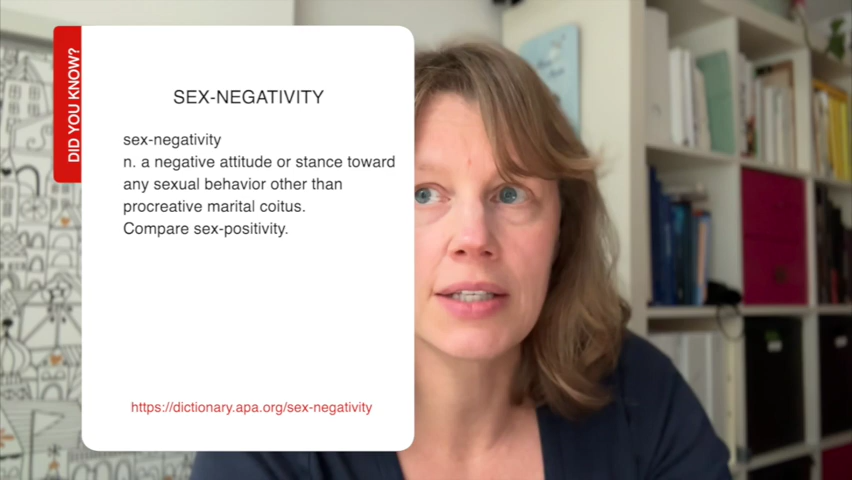 DID YOU KNOW?
SEX-NEGATIVITY
sex-negativity
n. a negative attitude or stance toward
any sexual behavior other than
procreative marital coitus.
Compare sex-positivity.
https://dictionary.apa.org/sex-negativity